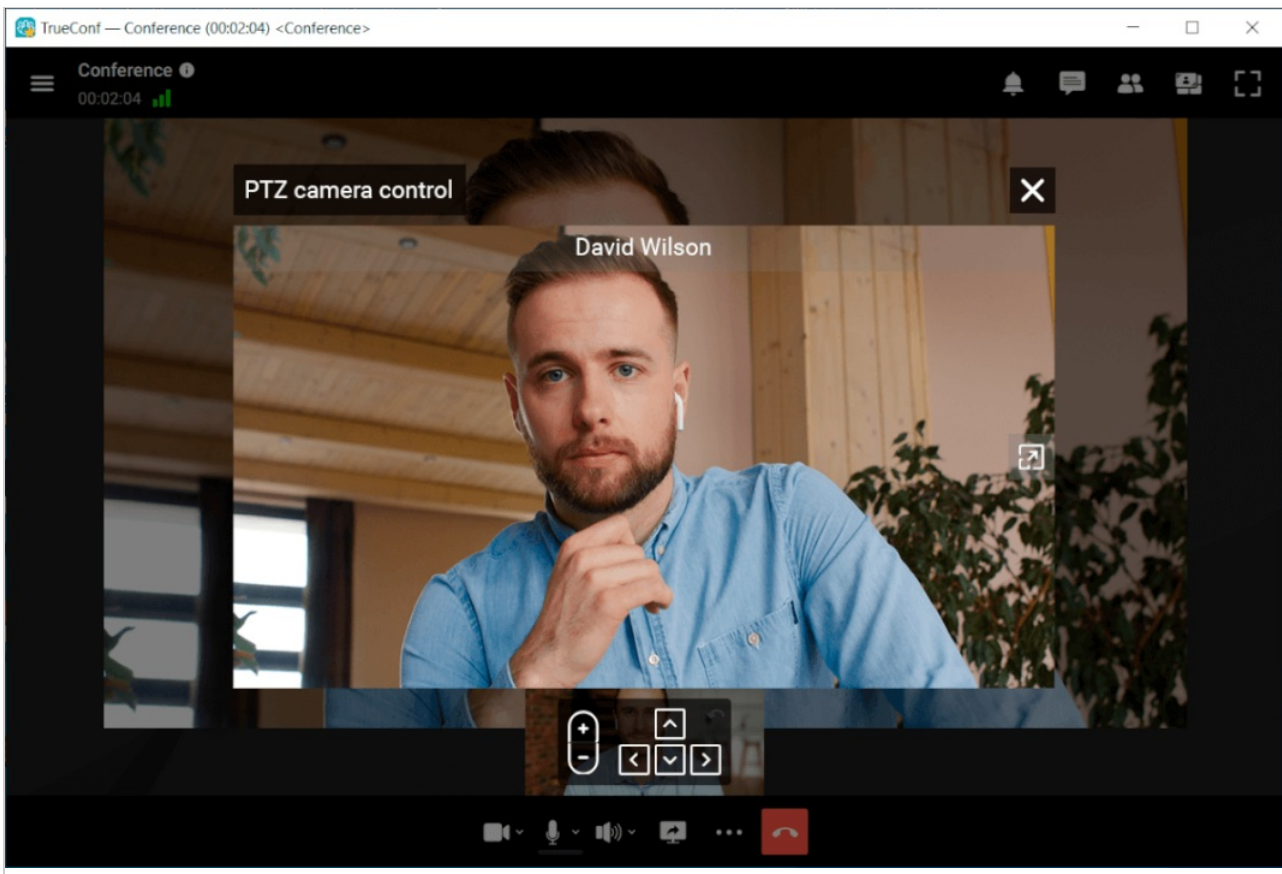 TrueConf — Conference (00:02:04) <Conference>
Conference
00:02:04
PTZ camera control
David Wilson